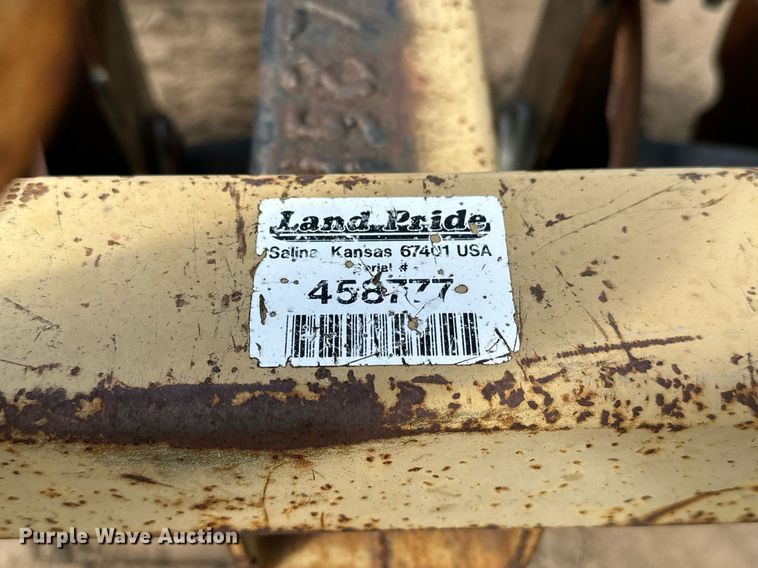 Land Pride
Salina, Kansas 67401 USA
Serial #
458777
Purple Wave Auction